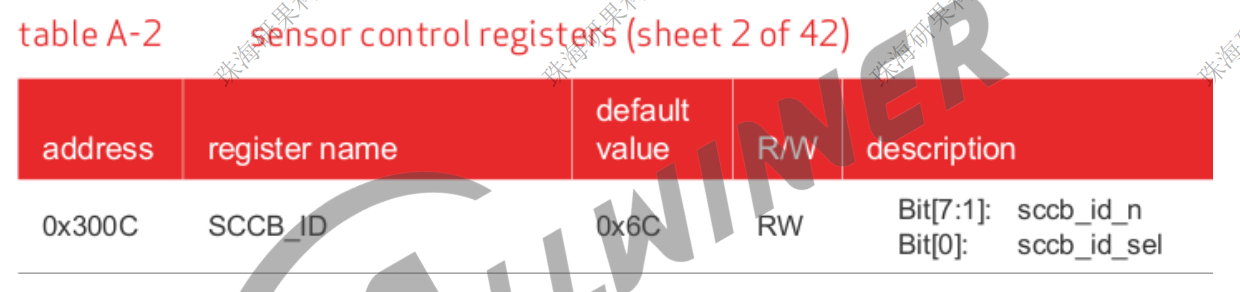 table A-2 sensor control registers (sheet 2 of 42)
address register name default value R/W description
0x300C SCCB_ID 0x6C RW Bit[7:1]: sccb_id_n
Bit[0]: sccb_id_sel
ALLWINNER
珠海研果科
珠海研果科
珠海研果科
珠海研